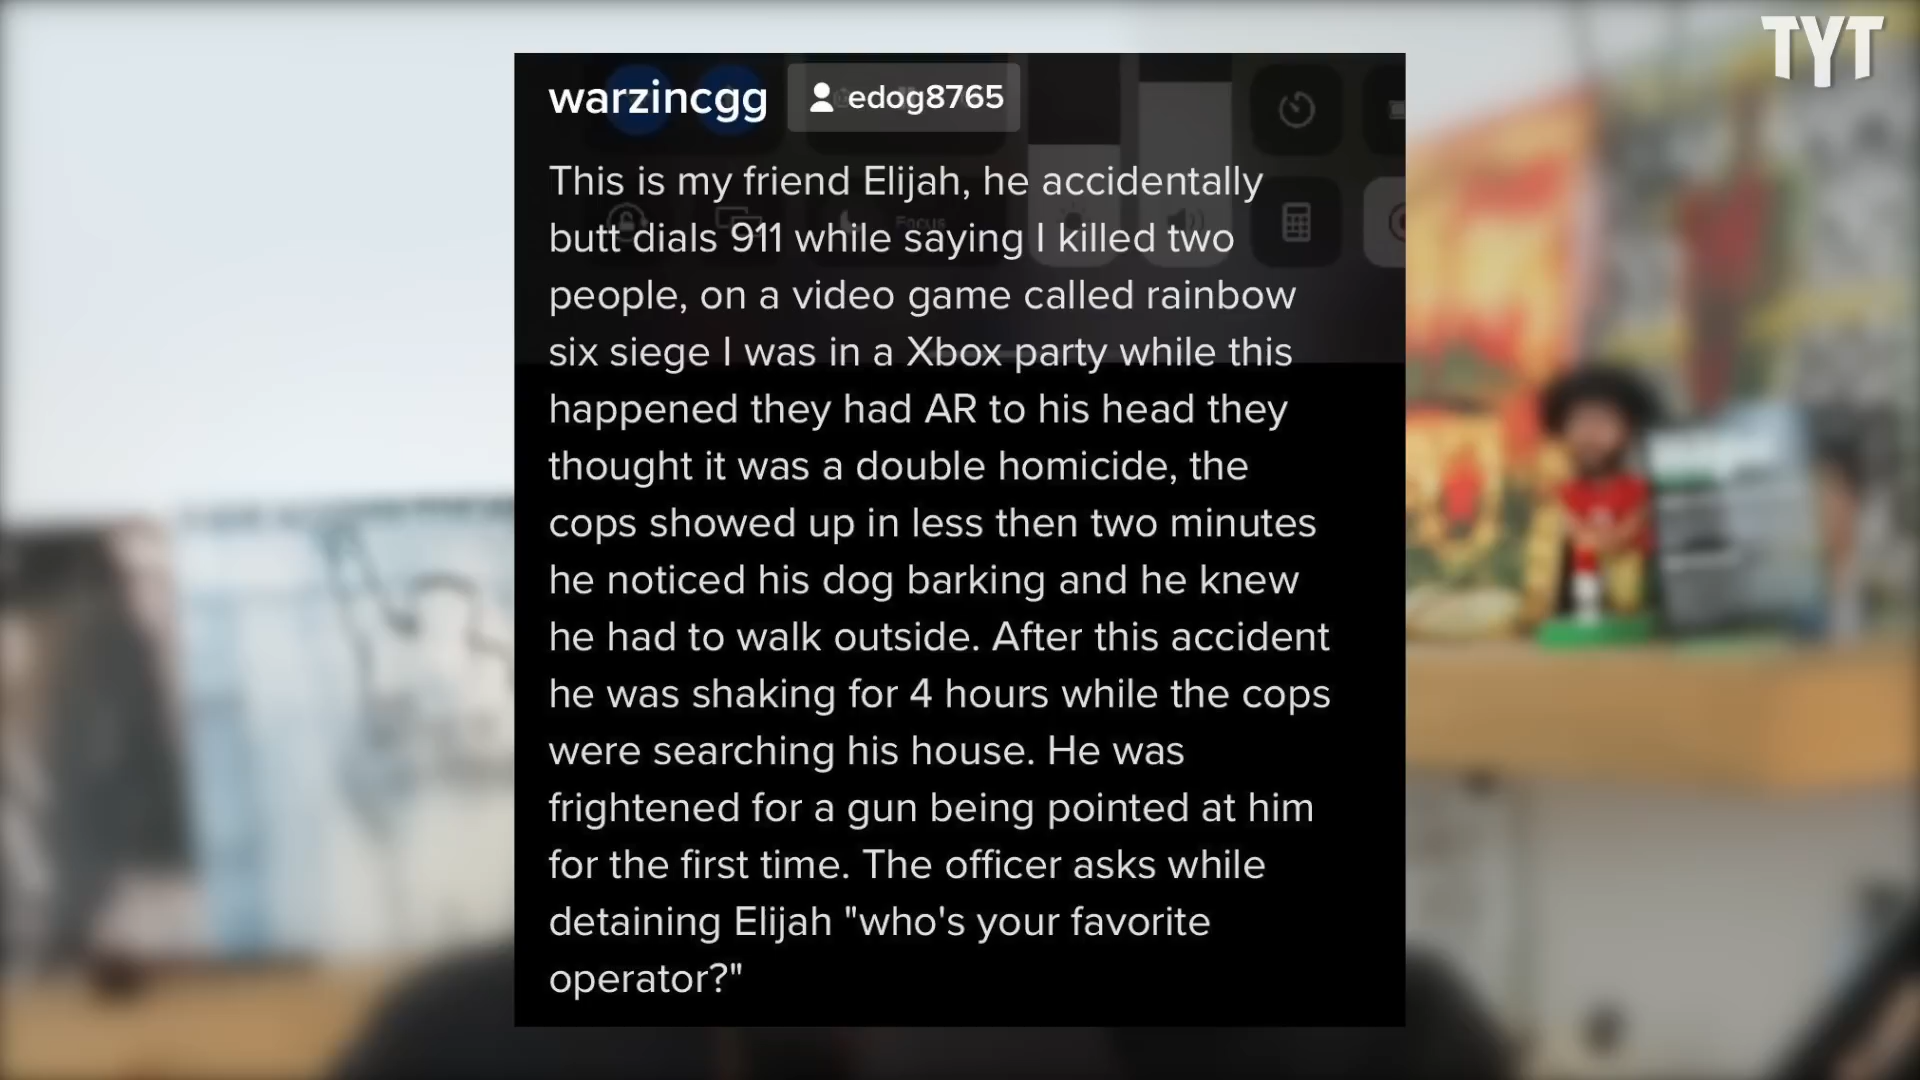 TYT
warzincgg edog8765
This is my friend Elijah, he accidentally
butt dials 911 while saying I killed two
people, on a video game called rainbow
six siege I was in a Xbox party while this
happened they had AR to his head they
thought it was a double homicide, the
cops showed up in less then two minutes
he noticed his dog barking and he knew
he had to walk outside. After this accident
he was shaking for 4 hours while the cops
were searching his house. He was
frightened for a gun being pointed at him
for the first time. The officer asks while
detaining Elijah "who's your favorite
operator?"
Focus